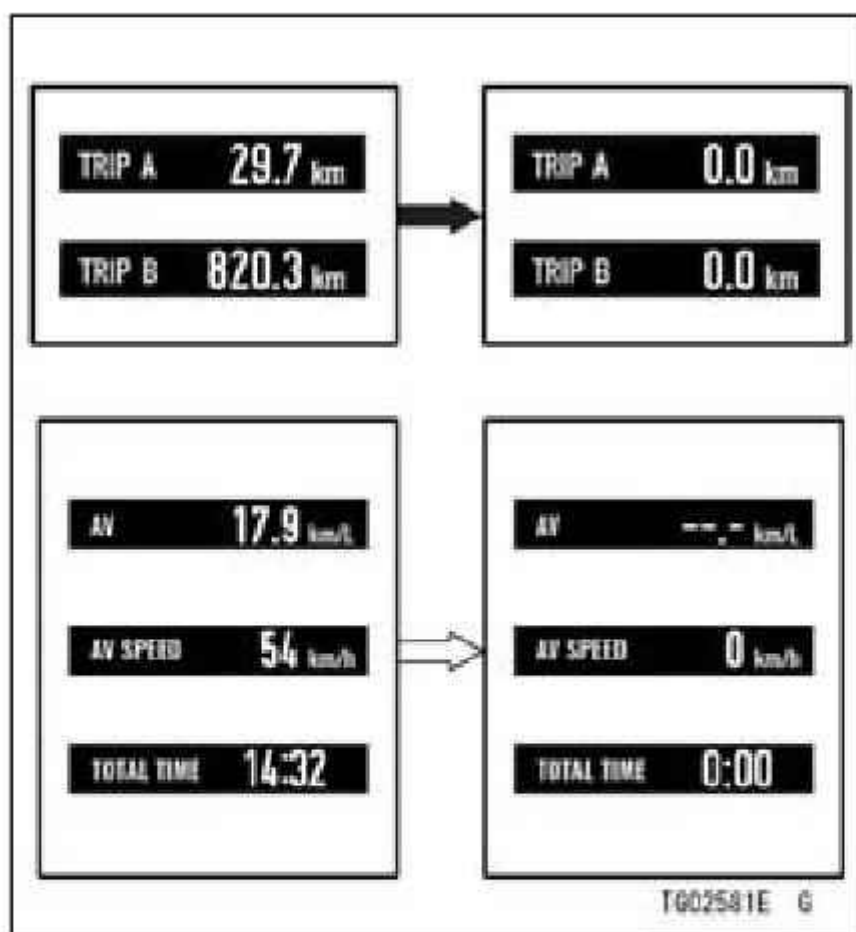 TRIP A 29.7 km
TRIP B 820.3 km
TRIP A 0.0 km
TRIP B 0.0 km
AV 17.9 km/L
AV SPEED 54 km/h
TOTAL TIME 14:32
AV --.- km/L
AV SPEED 0 km/h
TOTAL TIME 0:00
TG02581E G